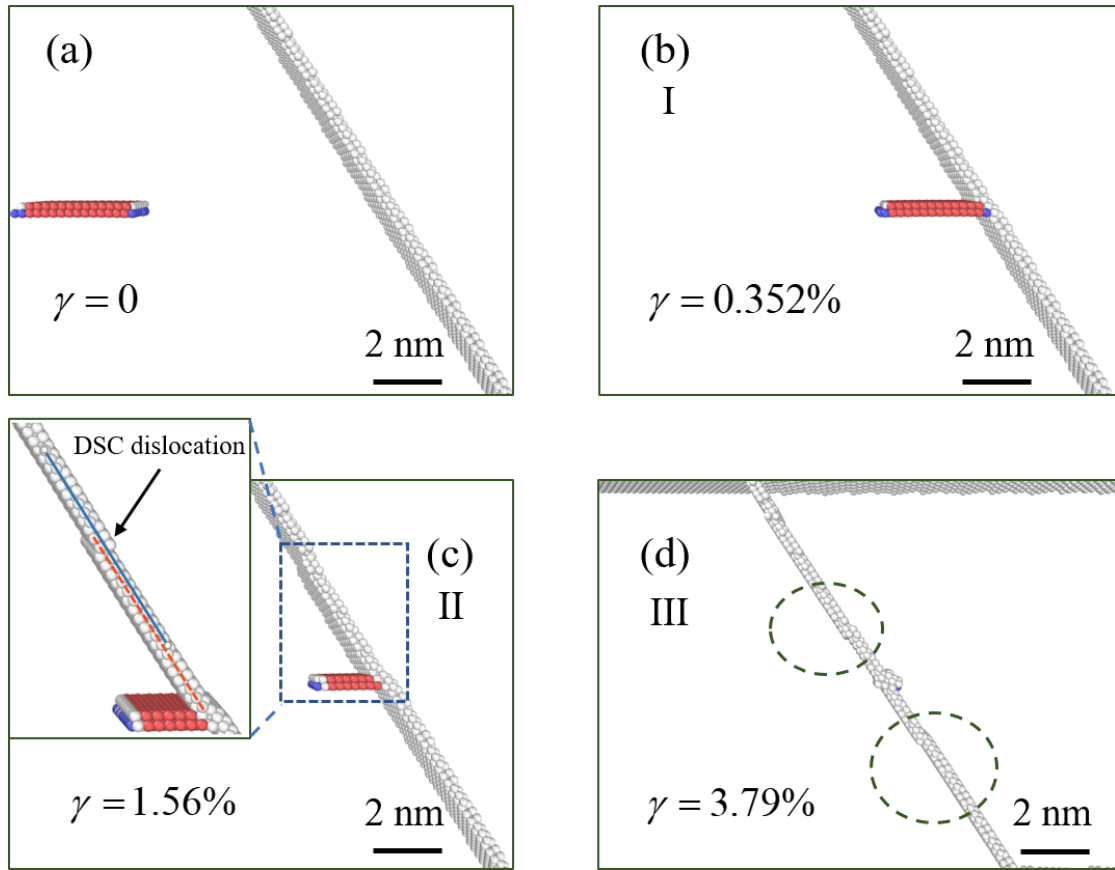 (a)
γ = 0
2 nm
(b)
I
γ = 0.352%
2 nm
DSC dislocation
(c)
II
γ = 1.56%
2 nm
(d)
III
γ = 3.79%
2 nm